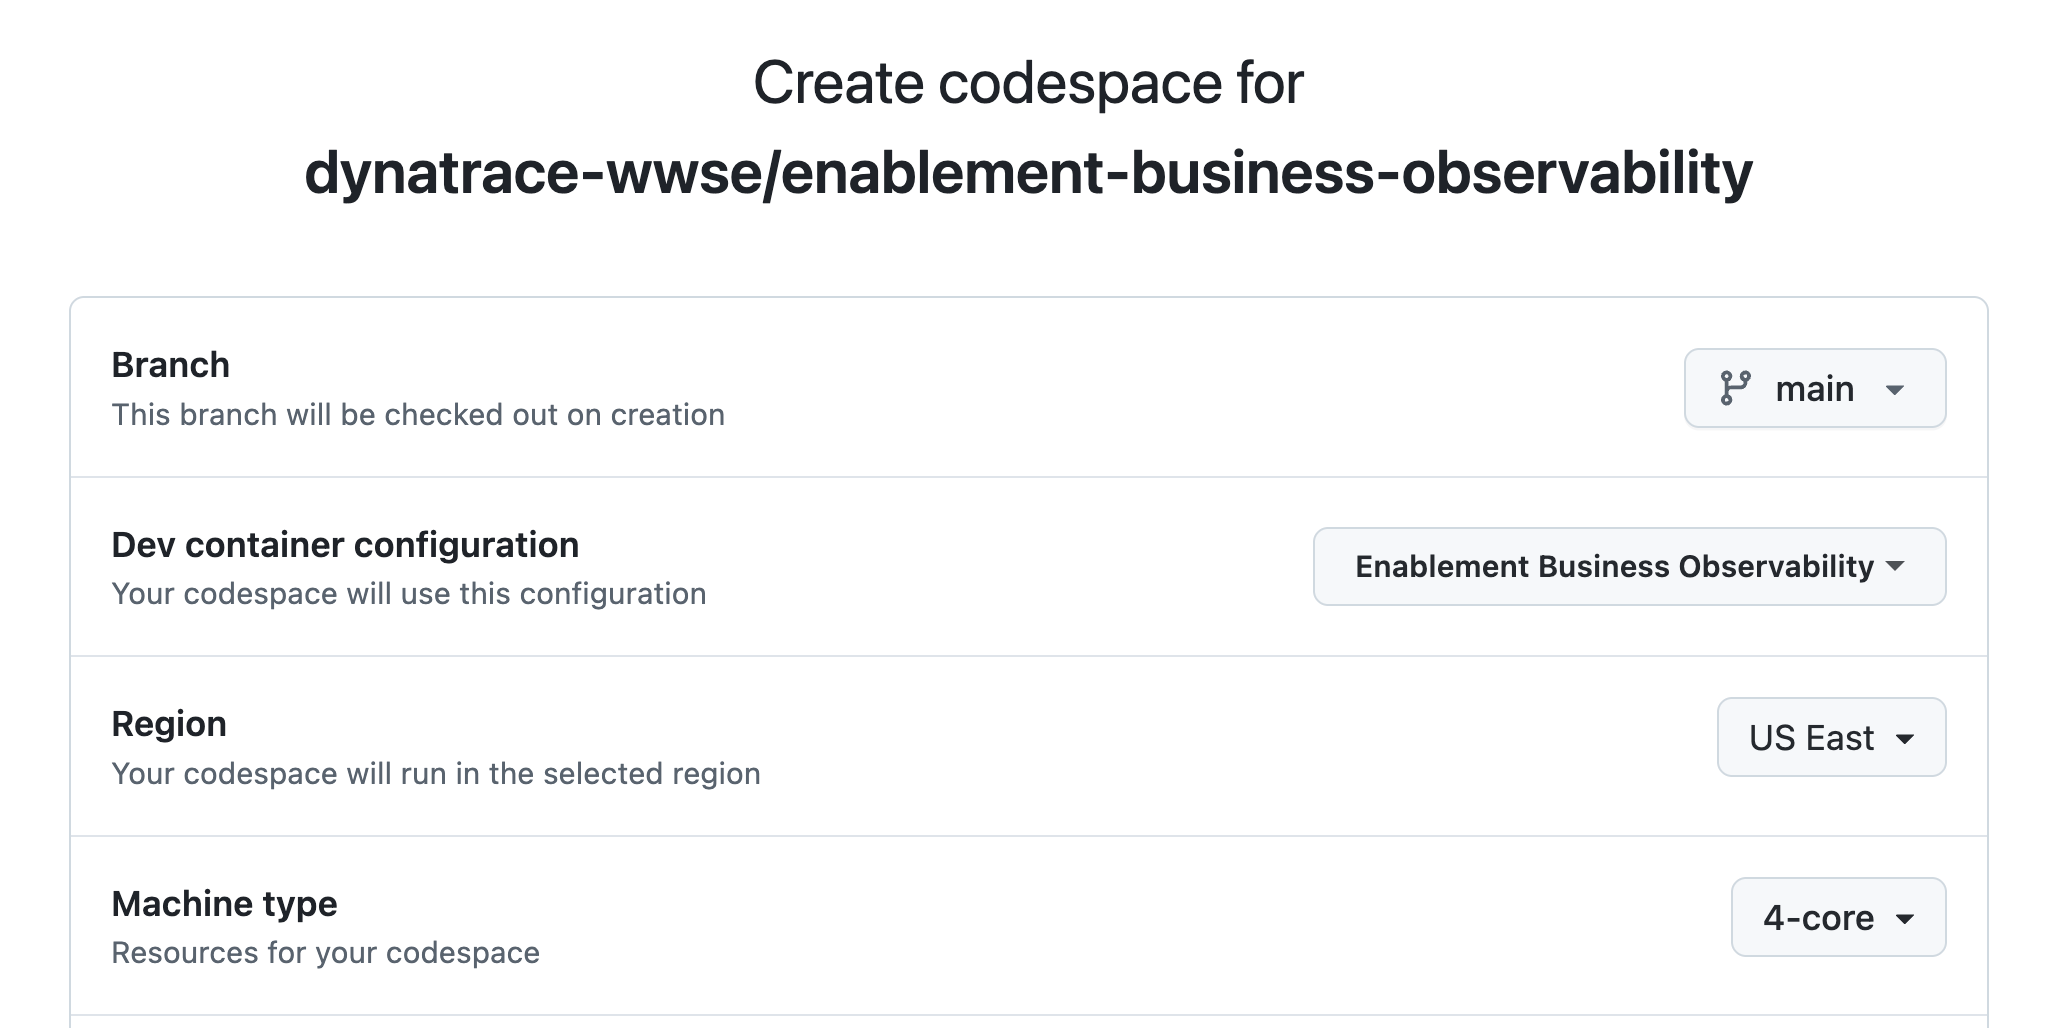 Create codespace for
dynatrace-wwse/enablement-business-observability
Branch
This branch will be checked out on creation
main
Dev container configuration
Your codespace will use this configuration
Enablement Business Observability
Region
Your codespace will run in the selected region
US East
Machine type
Resources for your codespace
4-core